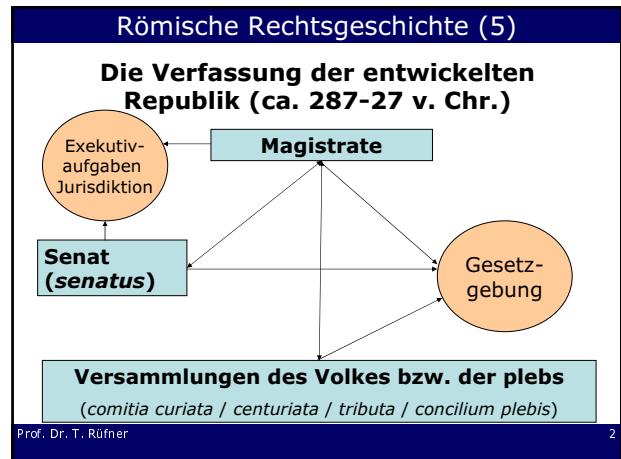 Römische Rechtsgeschichte (5)
Die Verfassung der entwickelten
Republik (ca. 287-27 v. Chr.)
Exekutiv-
aufgaben
Jurisdiktion
Magistrate
Senat
(senatus)
Gesetz-
gebung
Versammlungen des Volkes bzw. der plebs
(comitia curiata / centuriata / tributa / concilium plebis)
Prof. Dr. T. Rüfner
2